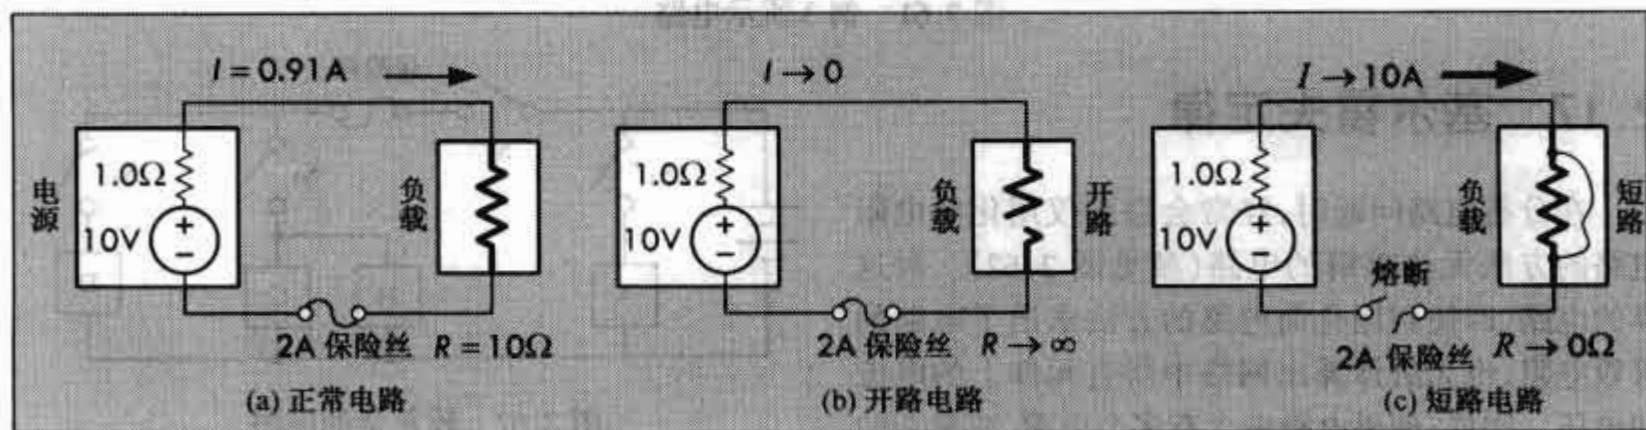 I = 0.91A
1.0Ω
10V
电源
负载
2A 保险丝 R = 10Ω
(a) 正常电路
I → 0
1.0Ω
10V
负载
开路
2A 保险丝 R → ∞
(b) 开路电路
I → 10A
1.0Ω
10V
负载
短路
熔断
2A 保险丝 R → 0Ω
(c) 短路电路